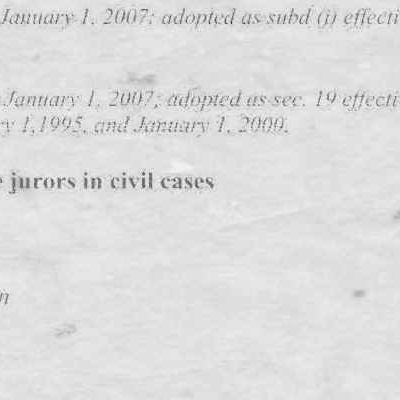 January 1, 2007; adopted as subd (j) effecti
January 1, 2007; adopted as sec. 19 effecti
ry 1,1995, and January 1, 2000.
e jurors in civil cases
n